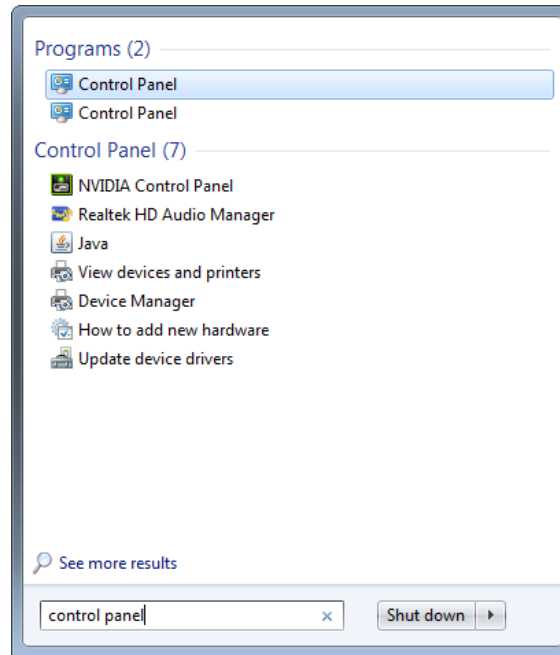 Programs (2)
Control Panel
Control Panel
Control Panel (7)
NVIDIA Control Panel
Realtek HD Audio Manager
Java
View devices and printers
Device Manager
How to add new hardware
Update device drivers
See more results
control panel
Shut down